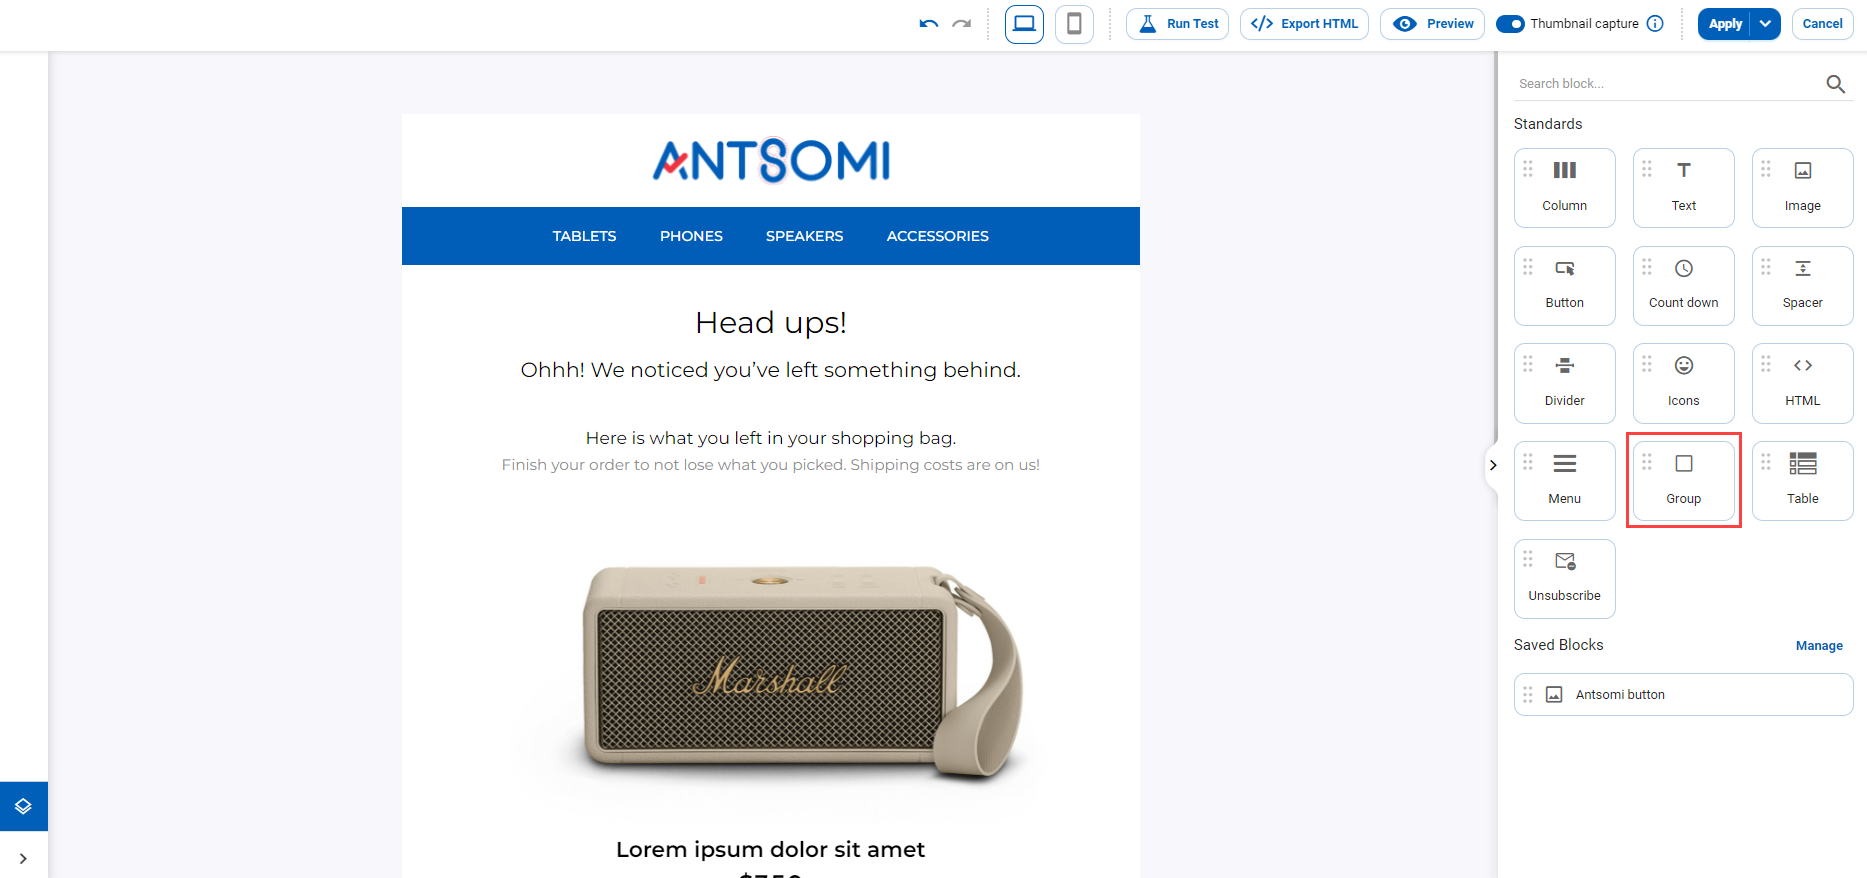 Run Test
Export HTML
Preview
Thumbnail capture
Apply
Cancel
Search block...
Standards
Column
Text
Image
Button
Count down
Spacer
Divider
Icons
HTML
Menu
Group
Table
Unsubscribe
Saved Blocks
Manage
Antsomi button
ANTSOMI
TABLETS PHONES SPEAKERS ACCESSORIES
Head ups!
Ohhh! We noticed you’ve left something behind.
Here is what you left in your shopping bag.
Finish your order to not lose what you picked. Shipping costs are on us!
Marshall
Lorem ipsum dolor sit amet